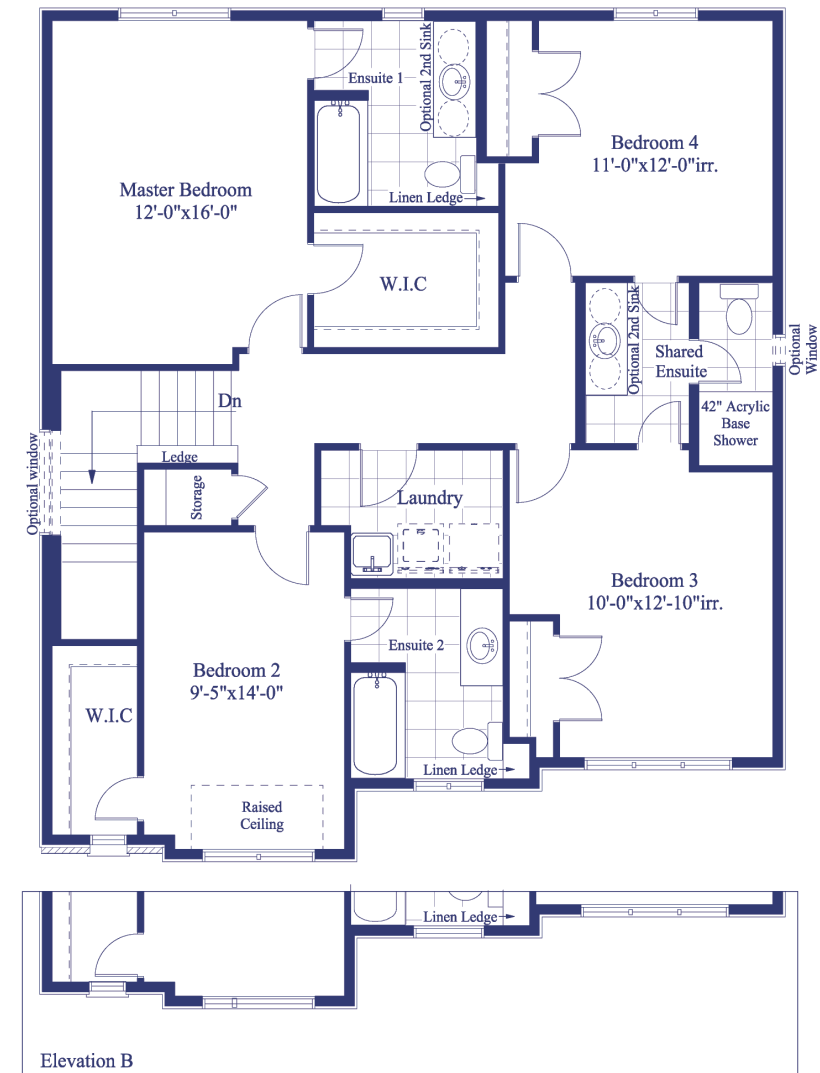 Ensuite 1
Optional 2nd Sink
Bedroom 4
11'-0"x12'-0"irr.
Master Bedroom
12'-0"x16'-0"
Linen Ledge
W.I.C
Optional 2nd Sink
Shared
Ensuite
Optional
Window
42" Acrylic
Base
Shower
Dn
Ledge
Optional window
Storage
Laundry
Bedroom 3
10'-0"x12'-10"irr.
Ensuite 2
Bedroom 2
9'-5"x14'-0"
W.I.C
Linen Ledge
Raised
Ceiling
Linen Ledge
Elevation B